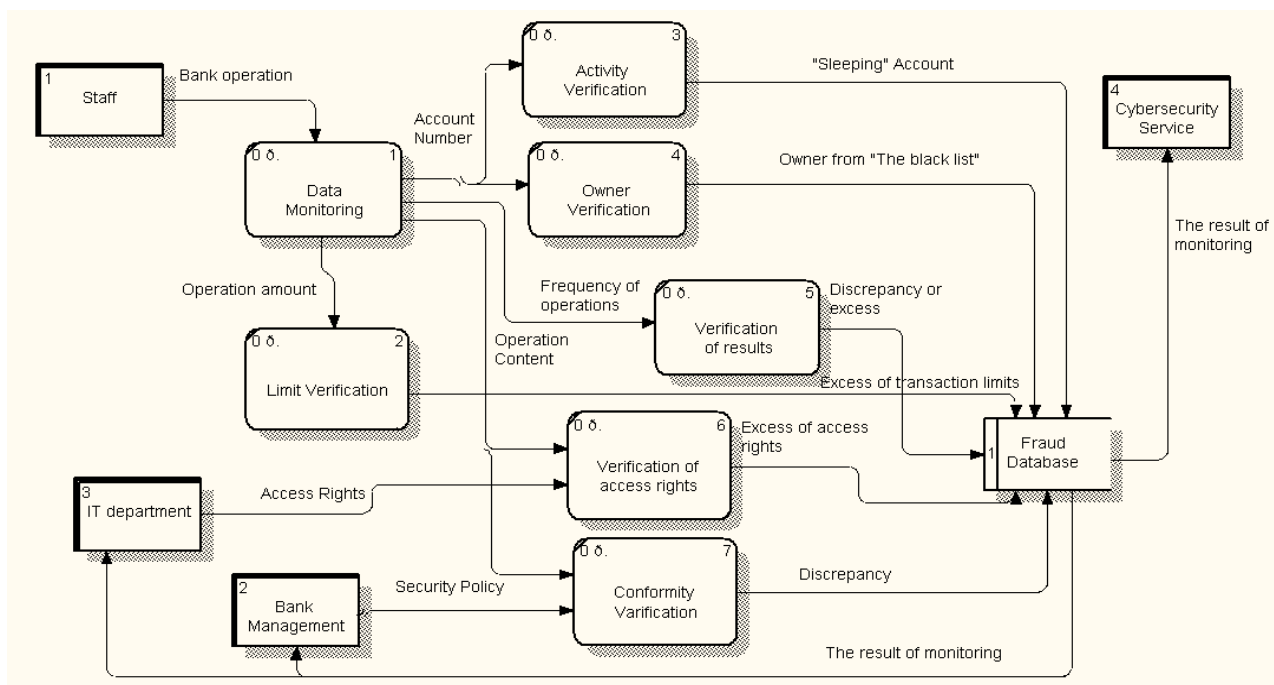 0 ð.
3
Activity
Verification
"Sleeping" Account
1
Staff
Bank operation
4
Cybersecurity
Service
Account
Number
0 ð.
1
Data
Monitoring
0 ð.
4
Owner
Verification
Owner from "The black list"
The result of
monitoring
Operation amount
Frequency of
operations
0 ð.
5
Verification
of results
Discrepancy or
excess
0 ð.
2
Limit Verification
Operation
Content
Excess of transaction limits
0 ð.
6
Verification of
access rights
Excess of access
rights
1
Fraud
Database
3
IT department
Access Rights
0 ð.
7
Conformity
Varification
Discrepancy
2
Bank
Management
Security Policy
The result of monitoring